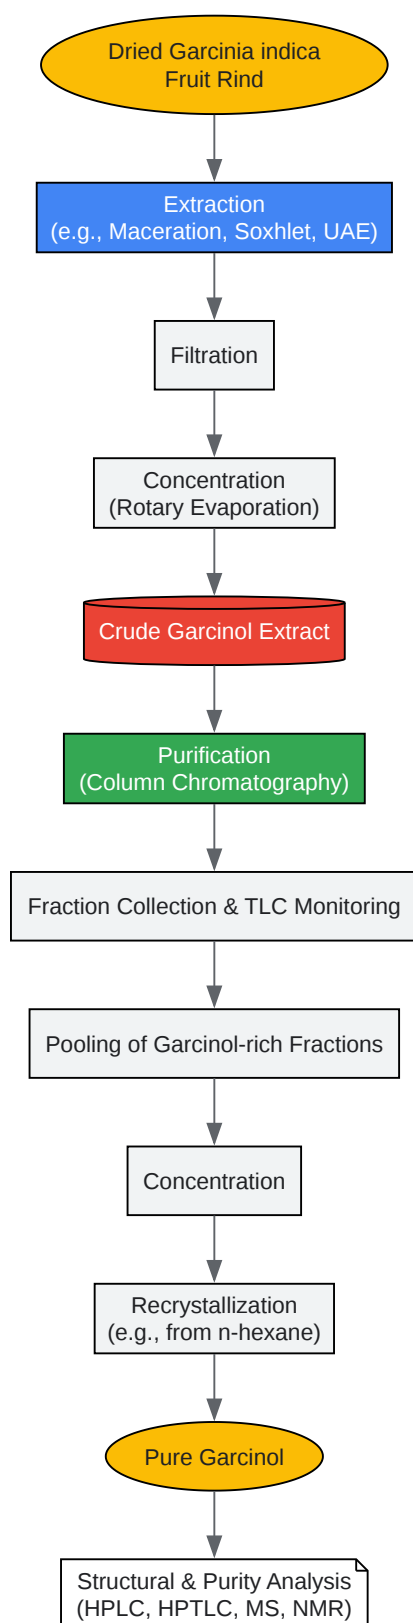 Dried Garcinia indica
Fruit Rind
Extraction
(e.g., Maceration, Soxhlet, UAE)
Filtration
Concentration
(Rotary Evaporation)
Crude Garcinol Extract
Purification
(Column Chromatography)
Fraction Collection & TLC Monitoring
Pooling of Garcinol-rich Fractions
Concentration
Recrystallization
(e.g., from n-hexane)
Pure Garcinol
Structural & Purity Analysis
(HPLC, HPTLC, MS, NMR)